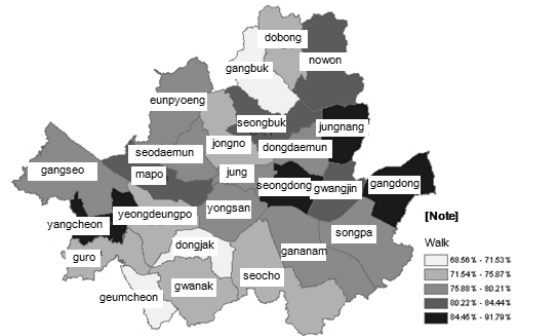 dobong
nowon
gangbuk
eunpyoeng
seongbuk
jungnang
jongno
dongdaemun
seodaemun
gangseo
mapo
jung
seongdong
gwangjin
gangdong
yangcheon
yeongdeungpo
yongsan
songpa
dongjak
gananam
guro
gwanak
seocho
geumcheon
[Note]
Walk
68.56% - 71.53%
71.54% - 75.87%
75.88% - 80.21%
80.22% - 84.44%
84.45% - 91.79%